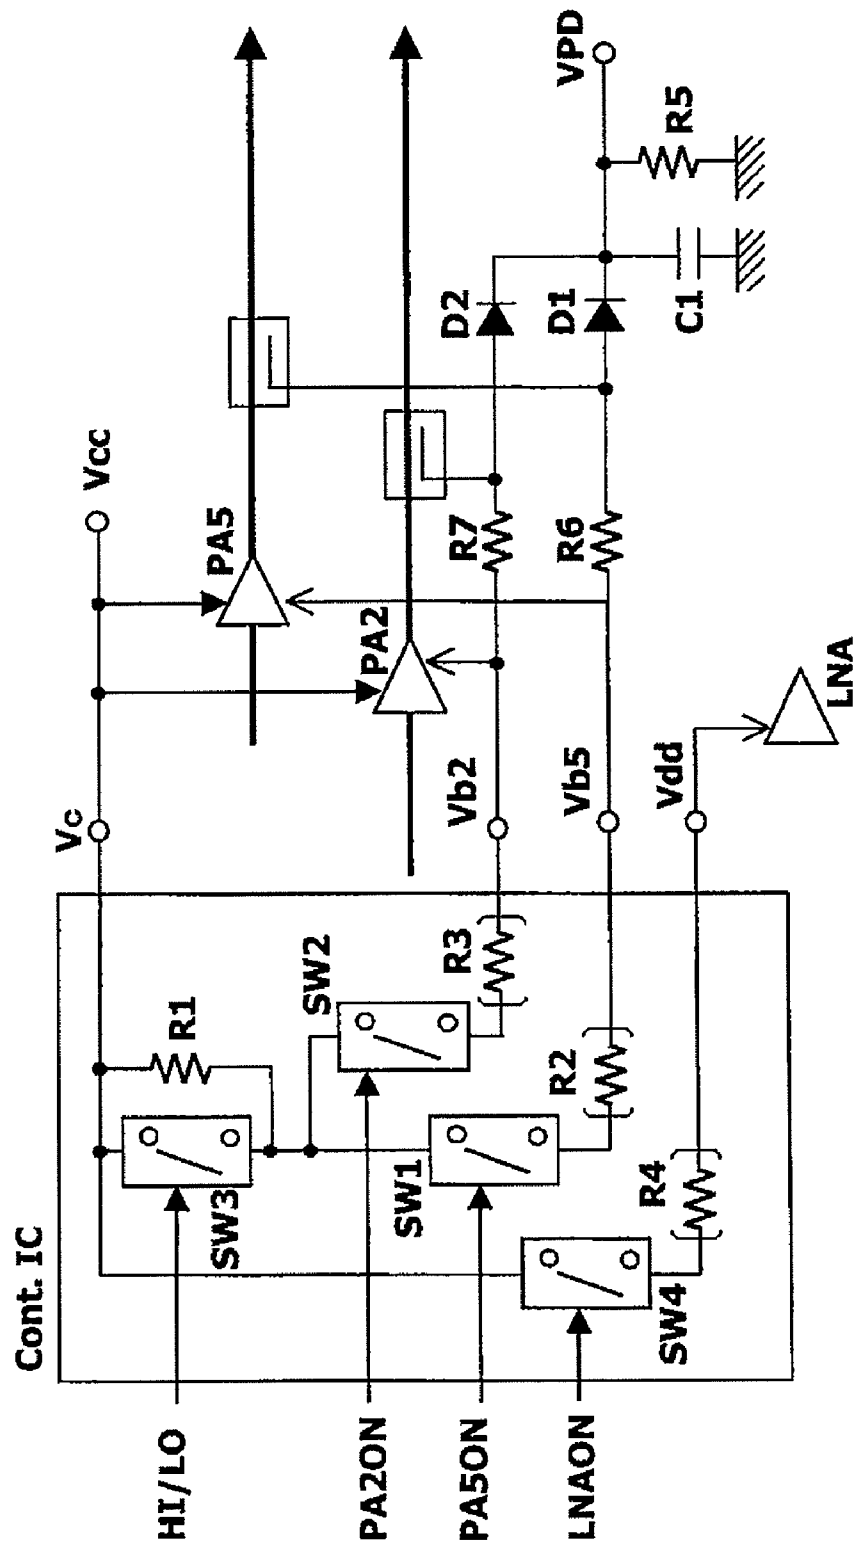 Cont. IC
HI/LO
PA2ON
PA5ON
LNAON
SW3
R1
SW2
SW1
SW4
R3
R2
R4
Vc
Vcc
Vb2
Vb5
Vdd
PA5
PA2
LNA
R7
R6
D2
D1
C1
R5
VPD